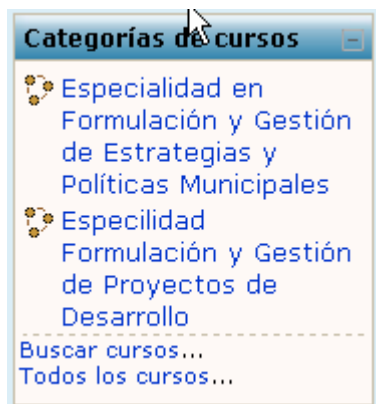 Categorías de cursos
Especialidad en
Formulación y Gestión
de Estrategias y
Políticas Municipales
Especilidad
Formulación y Gestión
de Proyectos de
Desarrollo
Buscar cursos...
Todos los cursos...